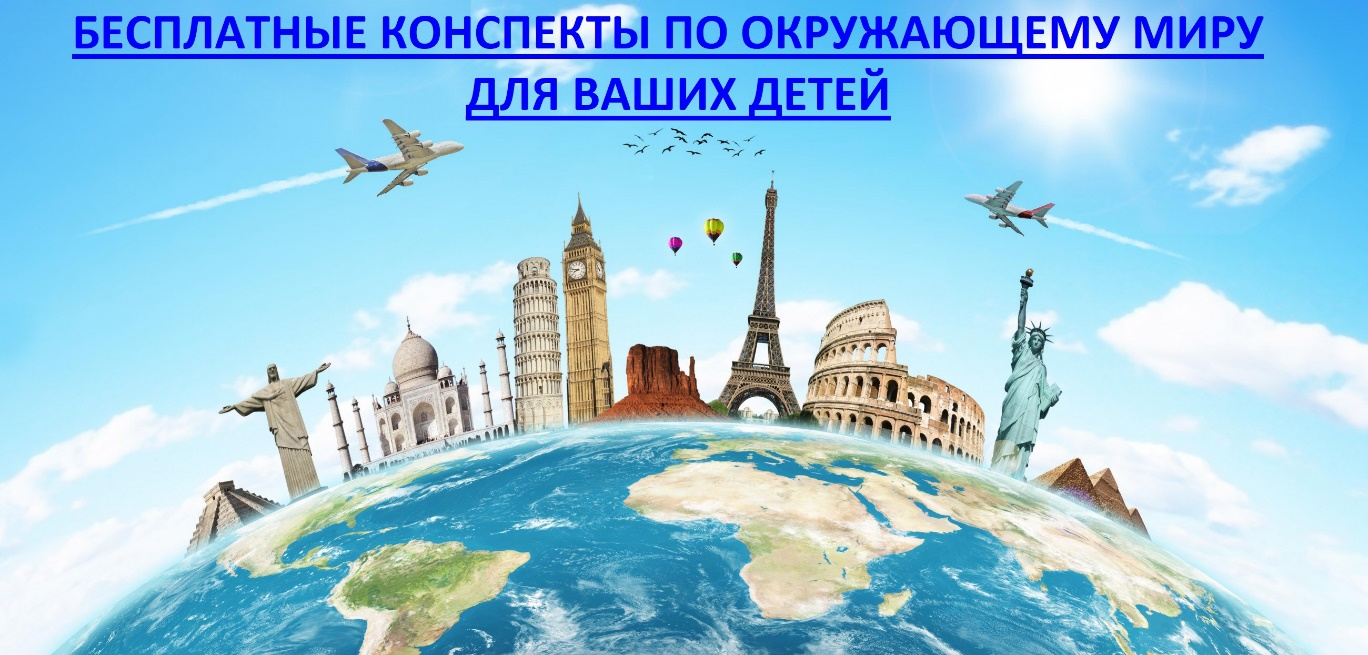 БЕСПЛАТНЫЕ КОНСПЕКТЫ ПО ОКРУЖАЮЩЕМУ МИРУ
ДЛЯ ВАШИХ ДЕТЕЙ